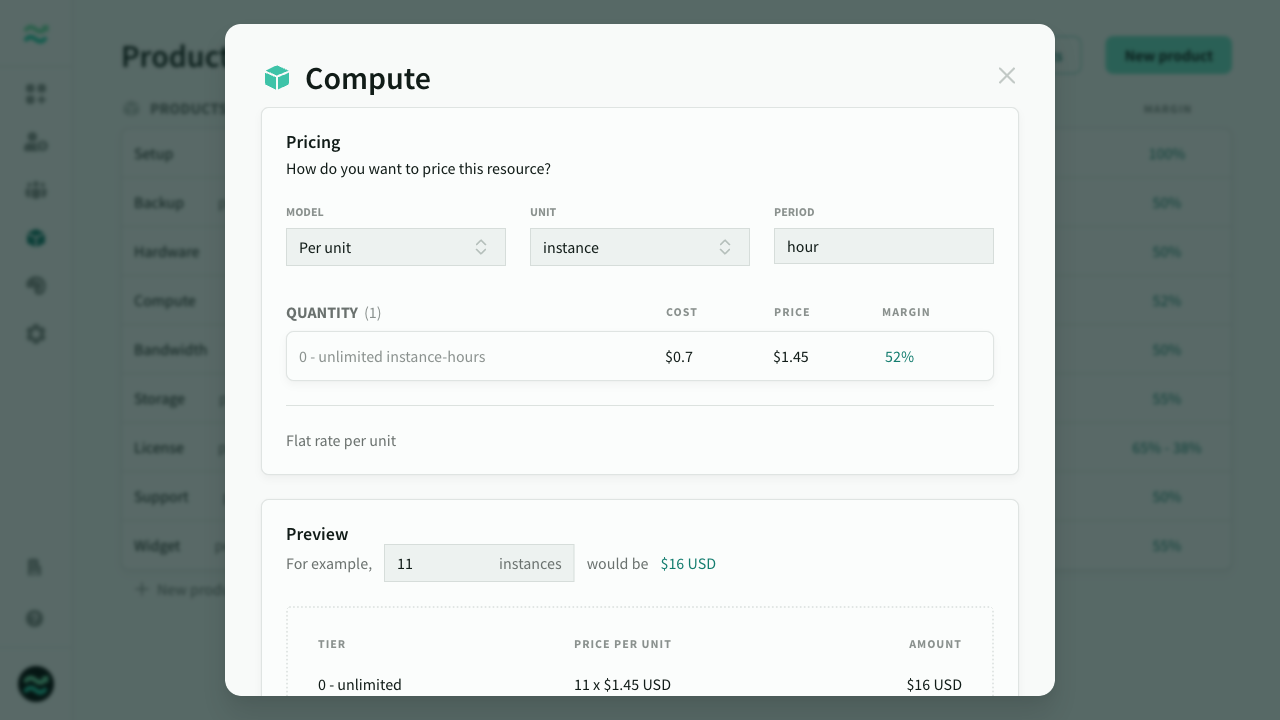 Product
New product
Compute
PRODUCTS
MARGIN
Pricing
How do you want to price this resource?
Setup
100%
Backup
50%
Hardware
50%
Compute
52%
Bandwidth
50%
Storage
55%
License
65% - 38%
Support
50%
Widget
55%
MODEL
UNIT
PERIOD
Per unit
instance
hour
QUANTITY (1)
COST
PRICE
MARGIN
0 - unlimited instance-hours
$0.7
$1.45
52%
Flat rate per unit
Preview
For example, 11 instances would be $16 USD
TIER
PRICE PER UNIT
AMOUNT
0 - unlimited
11 x $1.45 USD
$16 USD